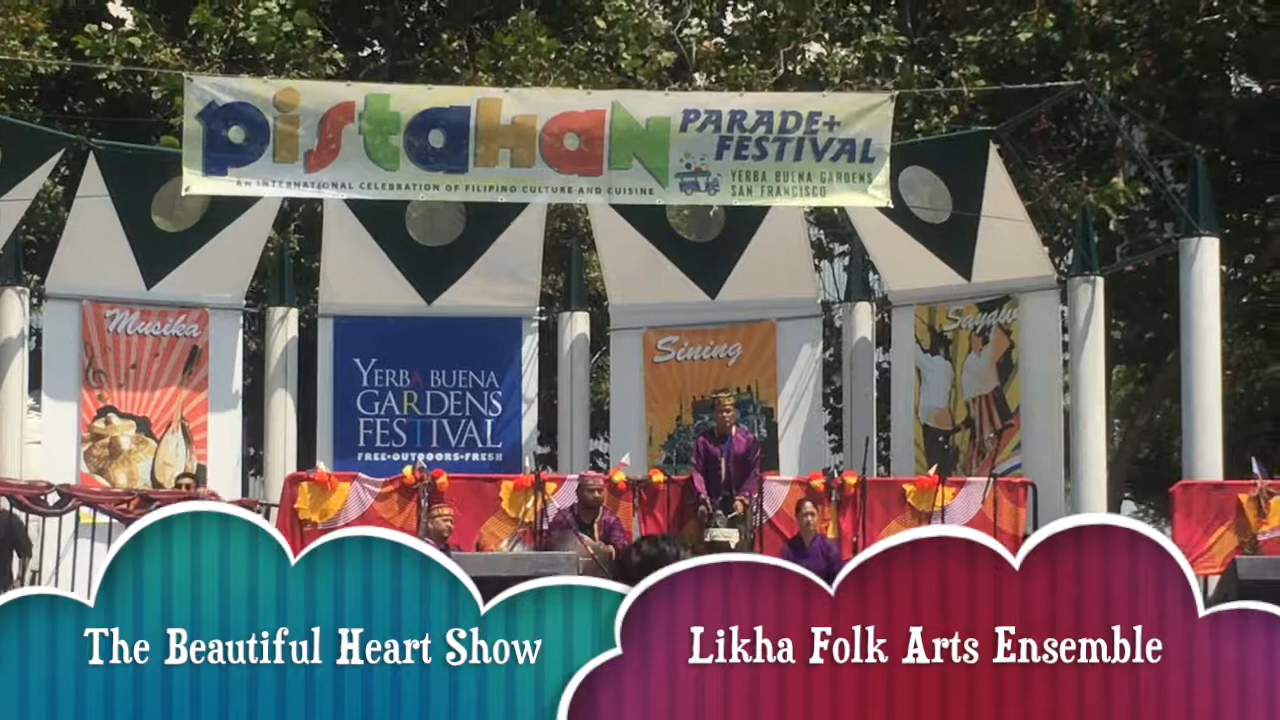 pistahan
PARADE+
FESTIVAL
AN INTERNATIONAL CELEBRATION OF FILIPINO CULTURE AND CUISINE
YERBA BUENA GARDENS
SAN FRANCISCO
Musika
YERBA BUENA
GARDENS
FESTIVAL
FREE•OUTDOORS•FRESH
Sining
Sayaw
The Beautiful Heart Show
Likha Folk Arts Ensemble